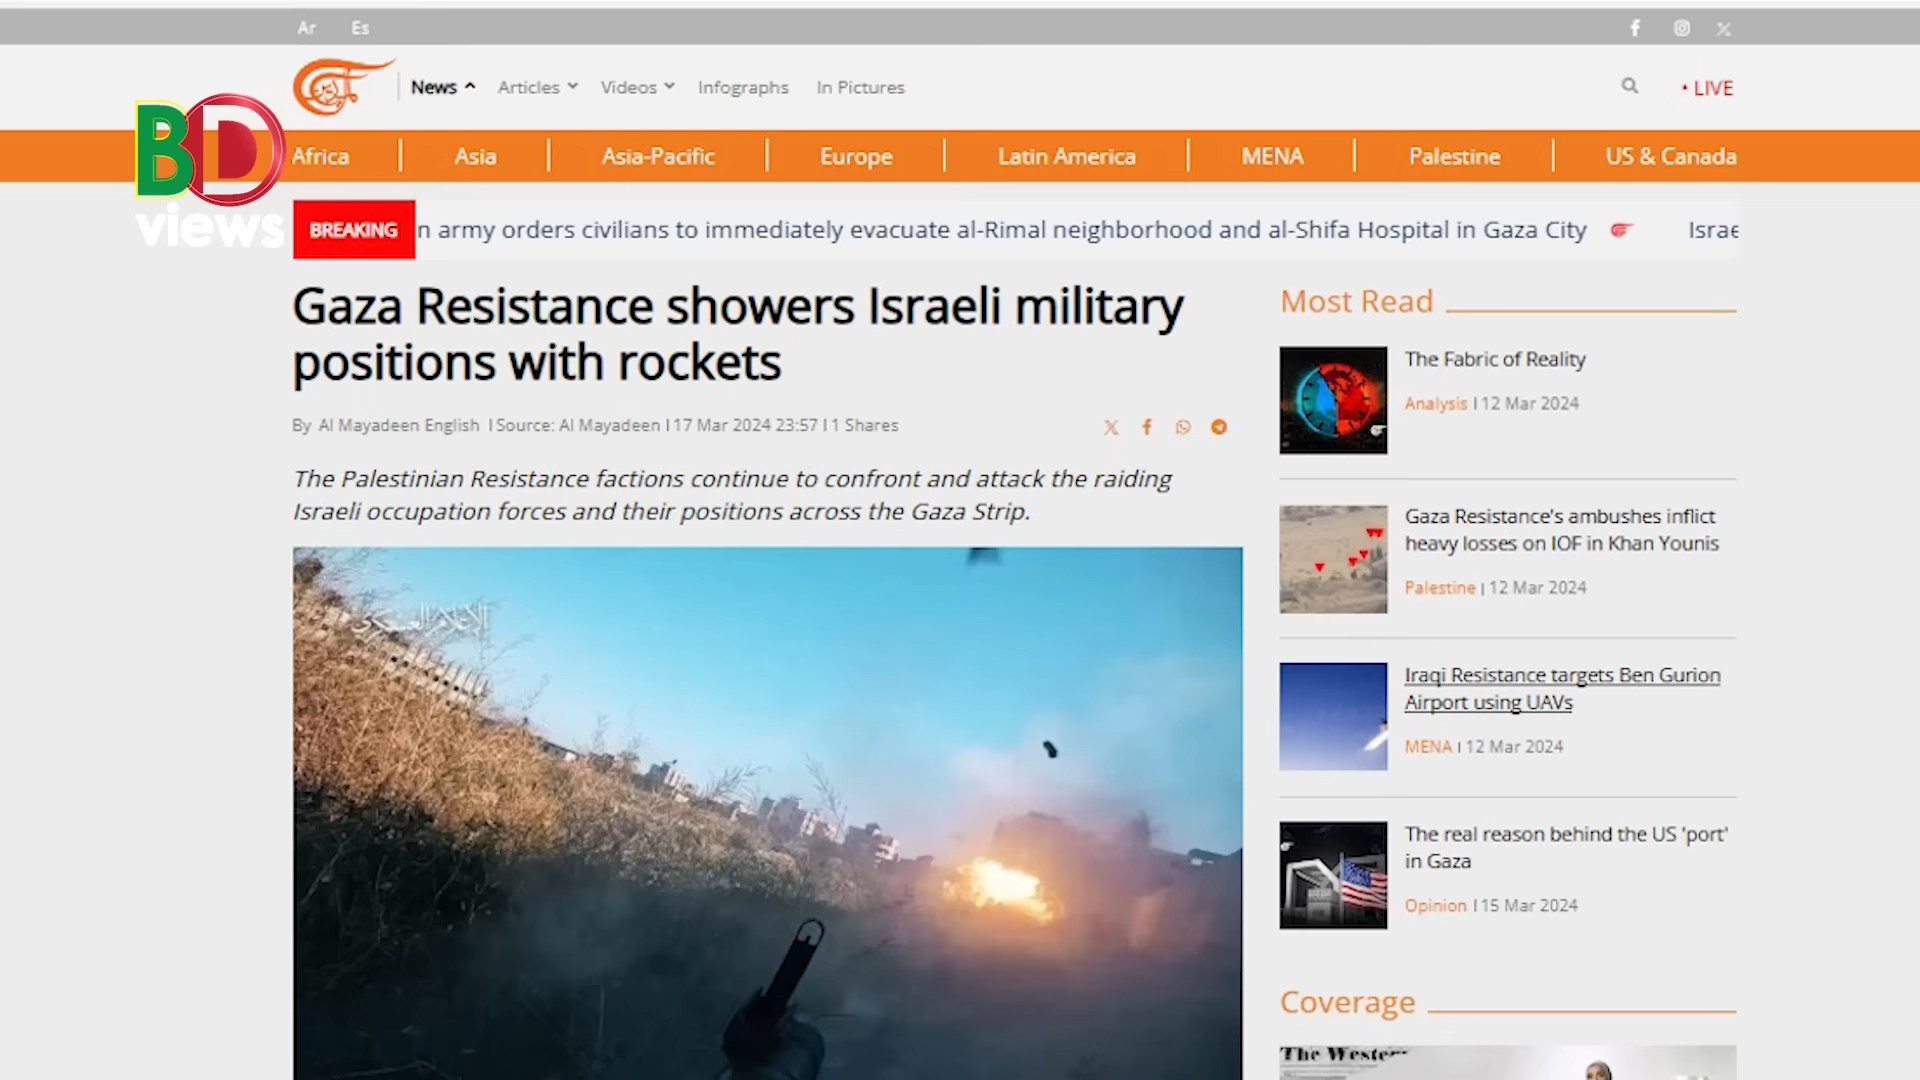 Ar Es
News Articles Videos Infographs In Pictures
• LIVE
BD
views
Africa Asia Asia-Pacific Europe Latin America MENA Palestine US & Canada
BREAKING
n army orders civilians to immediately evacuate al-Rimal neighborhood and al-Shifa Hospital in Gaza City Israe
Gaza Resistance showers Israeli military
positions with rockets
By Al Mayadeen English | Source: Al Mayadeen | 17 Mar 2024 23:57 | 1 Shares
The Palestinian Resistance factions continue to confront and attack the raiding
Israeli occupation forces and their positions across the Gaza Strip.
الإعلام العسكري
Most Read
The Fabric of Reality
Analysis | 12 Mar 2024
Gaza Resistance's ambushes inflict
heavy losses on IOF in Khan Younis
Palestine | 12 Mar 2024
Iraqi Resistance targets Ben Gurion
Airport using UAVs
MENA | 12 Mar 2024
The real reason behind the US 'port'
in Gaza
Opinion | 15 Mar 2024
Coverage
The Wester